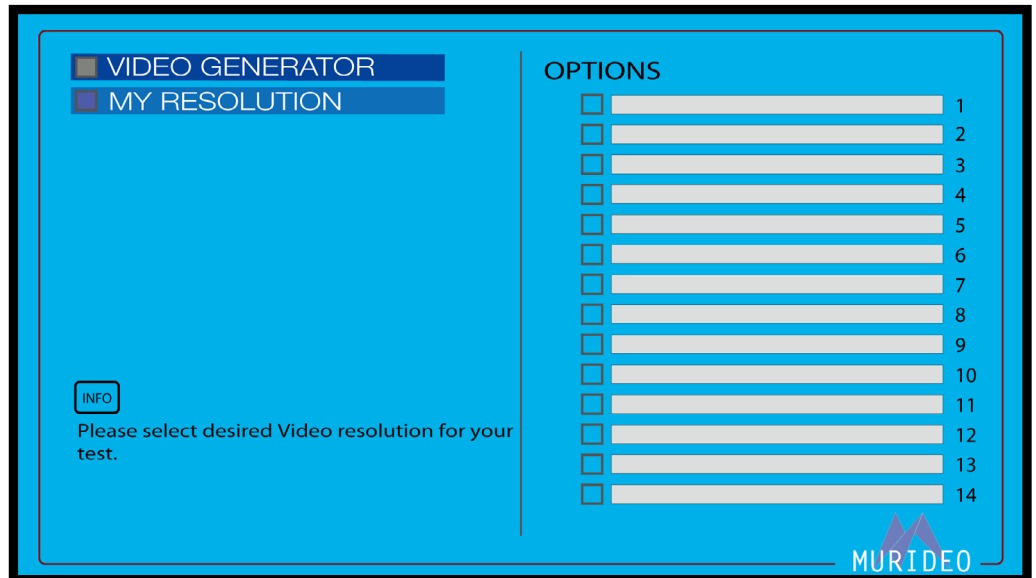 VIDEO GENERATOR
MY RESOLUTION
INFO
Please select desired Video resolution for your
test.
OPTIONS
1
2
3
4
5
6
7
8
9
10
11
12
13
14
MURIDEO